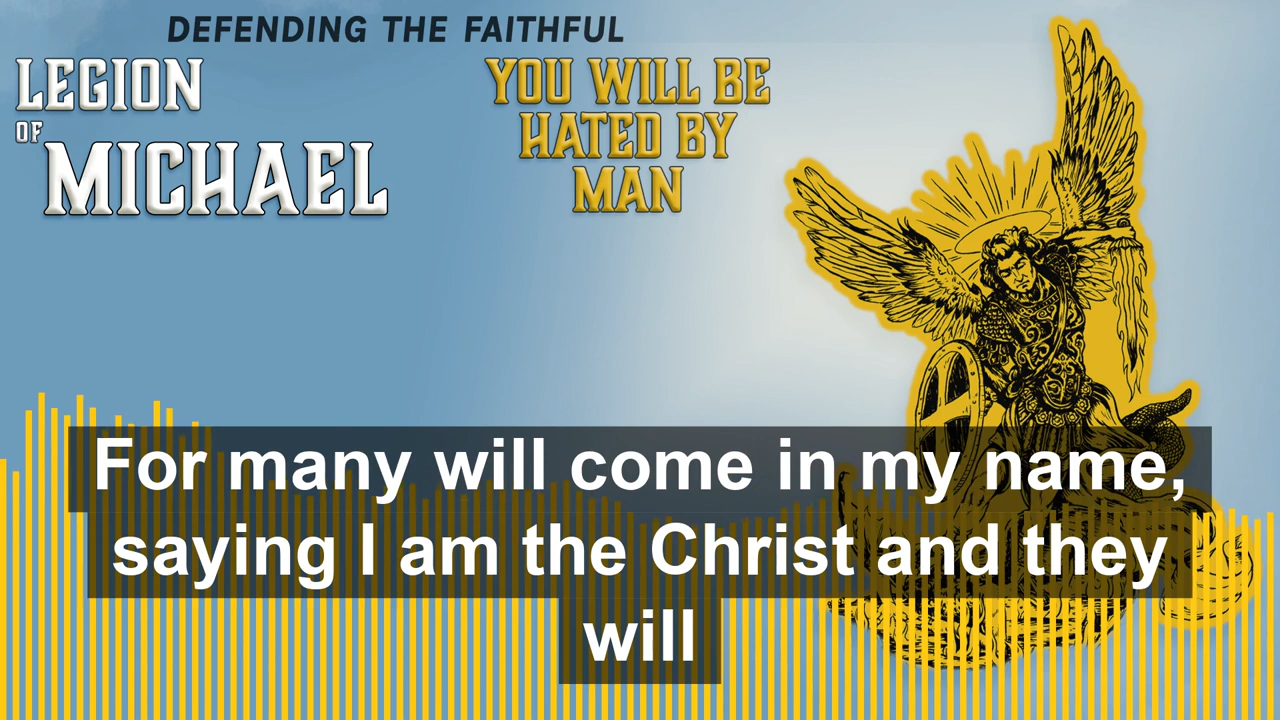 DEFENDING THE FAITHFUL
LEGION
OF
MICHAEL
YOU WILL BE
HATED BY
MAN
For many will come in my name,
saying I am the Christ and they
will